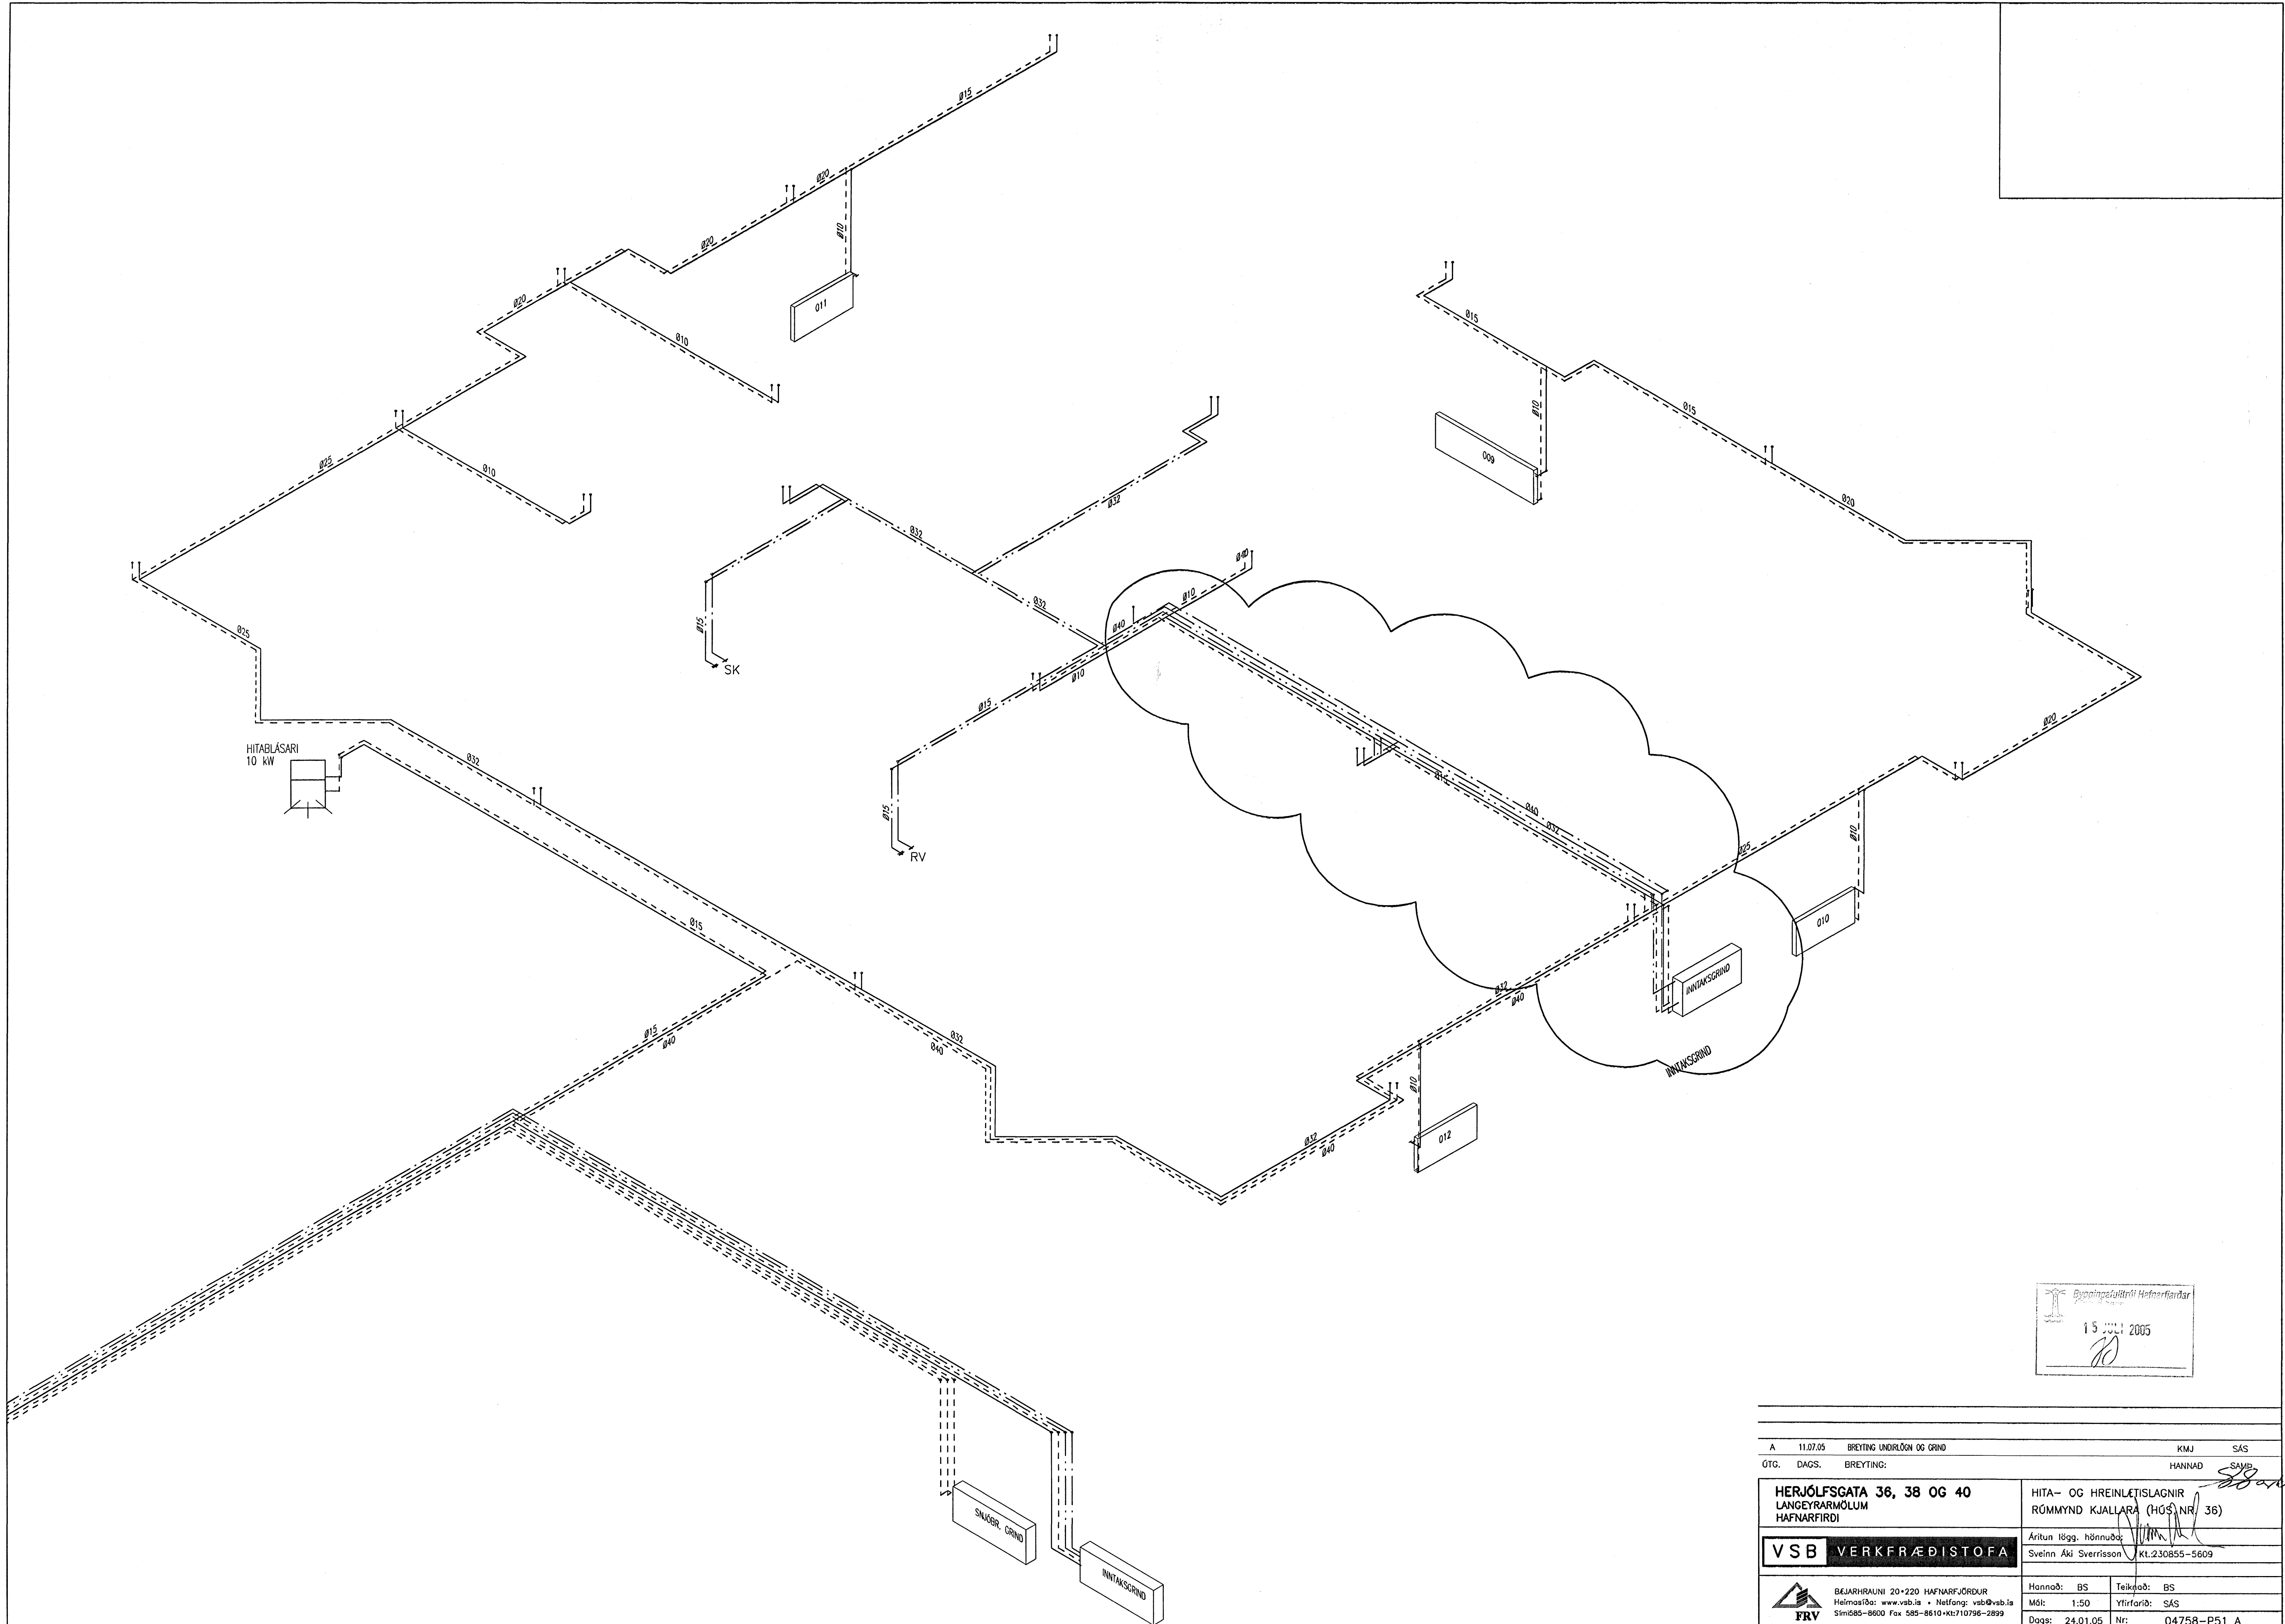 Ø15
Ø20
Ø20
Ø10
011
Ø20
Ø10
Ø15
Ø10
Ø15
009
Ø20
Ø25
Ø10
Ø32
Ø32
Ø32
Ø40
Ø10
Ø40
Ø10
Ø15
SK
Ø25
Ø15
Ø15
RV
HITABLÁSARI
10 kW
Ø32
Ø20
Ø15
Ø40
Ø32
Ø25
Ø10
010
INNTAKSGRIND
INNTAKSGRIND
Ø15
Ø32
Ø40
Ø15
Ø40
Ø32
Ø40
Ø10
012
Ø32
Ø40
SNJÓBR. GRIND
INNTAKSGRIND
Byggingafulltrúi Hafnarfjarðar
15 JÚLI 2005
A 11.07.05 BREYTING UNDIRLÖGN OG GRIND KMJ SÁS
ÚTG. DAGS. BREYTING: HANNAÐ SAMÞ.
HERJÓLFSGATA 36, 38 OG 40
LANGEYRARMÖLUM
HAFNARFIRÐI
HITA- OG HREINLÆTISLAGNIR
RÚMMYND KJALLARA (HÚS NR. 36)
Áritun lögg. hönnuða:
Sveinn Áki Sverrisson Kt.:230855-5609
VSB VERKFRÆÐISTOFA
FRV
BÆJARHRAUNI 20•220 HAFNARFJÖRÐUR
Heimasíða: www.vsb.is • Netfang: vsb@vsb.is
Sími585-8600 Fax 585-8610•Kt:710796-2899
Hannað: BS Teiknað: BS
Mál: 1:50 Yfirfarið: SÁS
Dags: 24.01.05 Nr: 04758-P51 A